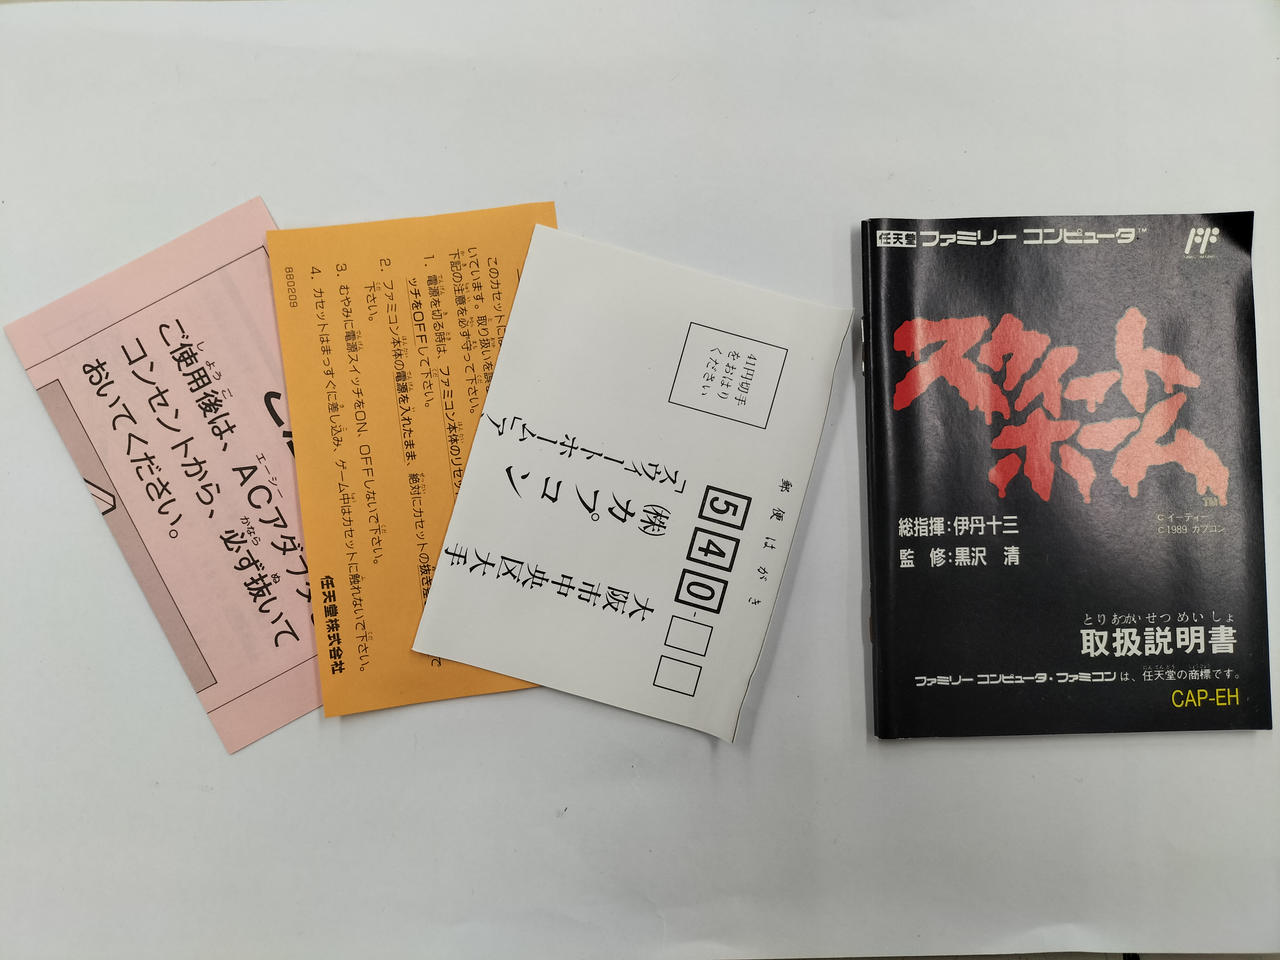 ご使用後は、ACアダプタを
コンセントから、必ず抜いて
おいてください。
このカセットに
いています。取り扱いを誤
下記の注意を必ず守って下さい。
1. 電源を切る時は、ファミコン本体のリセッ
ッチをOFFして下さい。
2. ファミコン本体の電源を入れたまま、絶対にカセットの抜き差
下さい。
3. むやみに電源スイッチをON、OFFしないで下さい。
4. カセットはまっすぐに差し込み、ゲーム中はカセットに触れないで下さい。
任天堂株式会社
880209
郵便はがき
540-
41円切手
をおはり
ください
大阪市中央区大手
㈱カプコン
「スウィートホーム」ア
任天堂 ファミリー コンピュータ™
スウィート
ホーム
TM
© イーティー
© 1989 カプコン
総指揮：伊丹十三
監 修：黒沢 清
とりあつかいせつめいしょ
取扱説明書
ファミリー コンピュータ・ファミコンは、任天堂の商標です。
CAP-EH